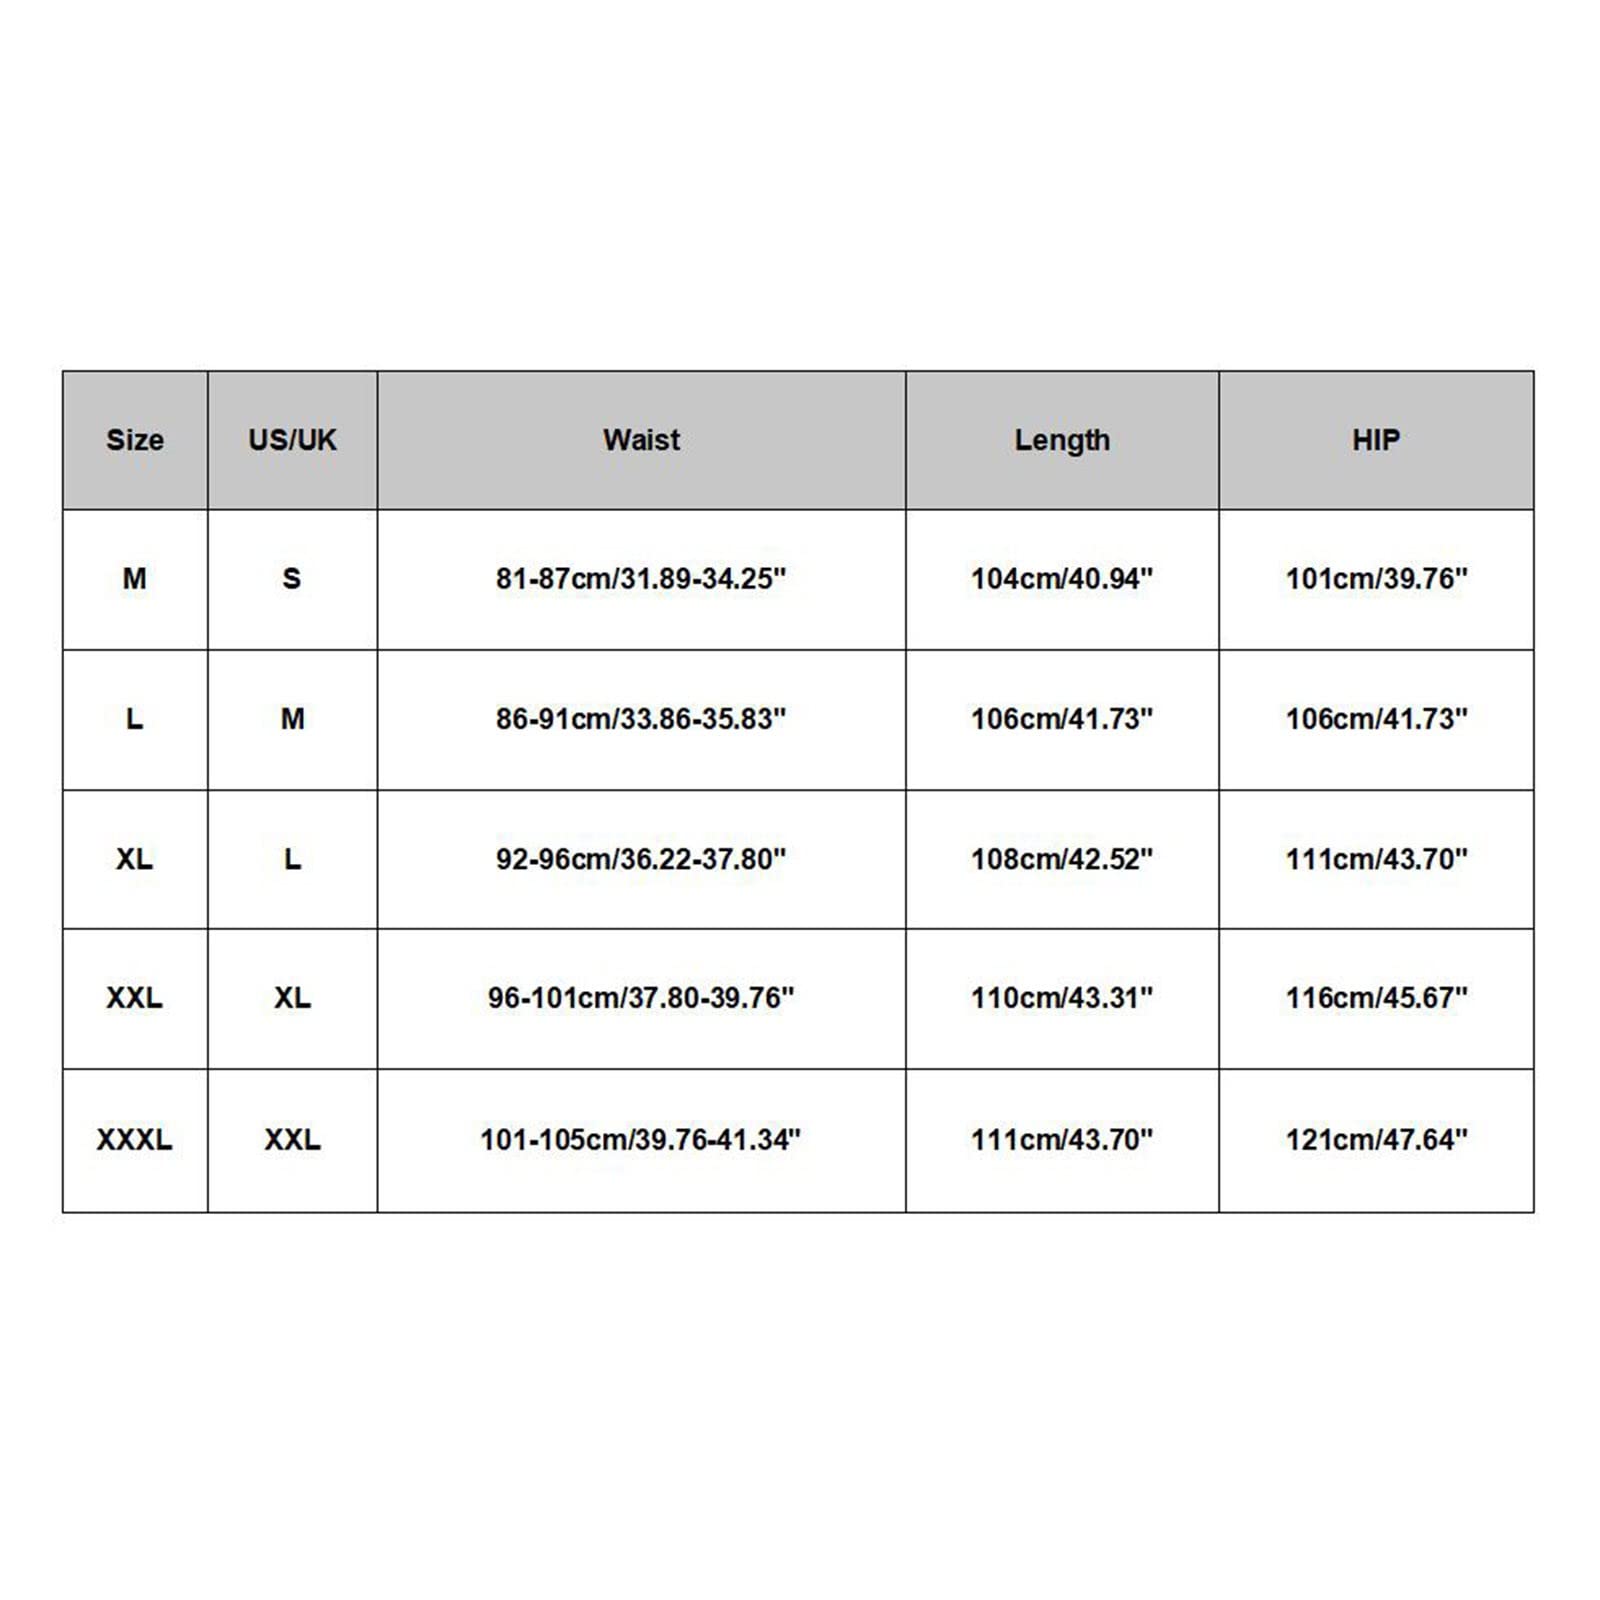 Size US/UK Waist Length HIP
M S 81-87cm/31.89-34.25" 104cm/40.94" 101cm/39.76"
L M 86-91cm/33.86-35.83" 106cm/41.73" 106cm/41.73"
XL L 92-96cm/36.22-37.80" 108cm/42.52" 111cm/43.70"
XXL XL 96-101cm/37.80-39.76" 110cm/43.31" 116cm/45.67"
XXXL XXL 101-105cm/39.76-41.34" 111cm/43.70" 121cm/47.64"